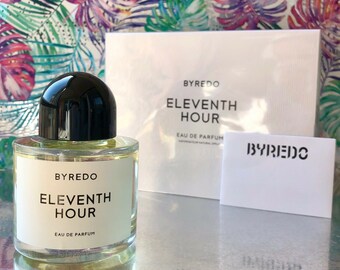 BYREDO
ELEVENTH
HOUR
EAU DE PARFUM
BYREDO
BYREDO
ELEVENTH
HOUR
EAU DE PARFUM